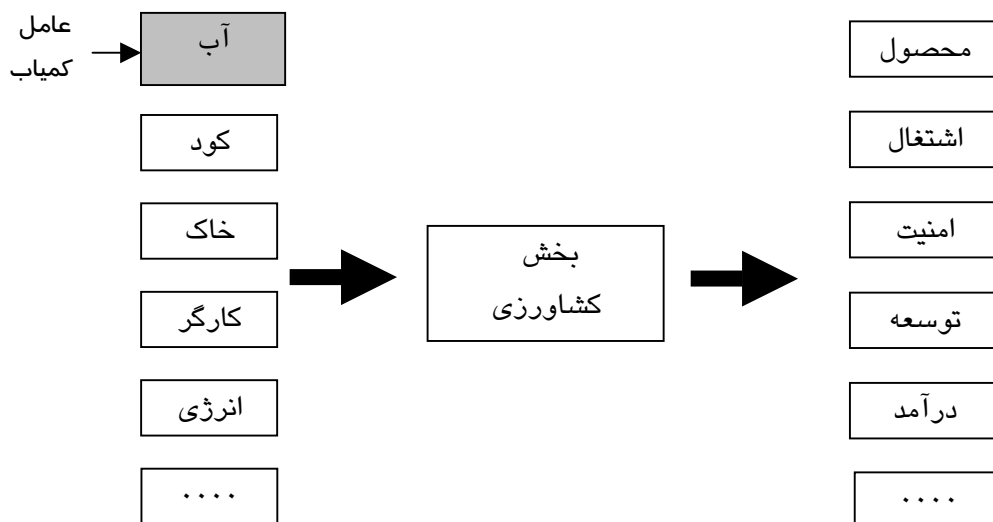 عامل
کمیاب
آب
کود
خاک
کارگر
انرژی
....
بخش
کشاورزی
محصول
اشتغال
امنیت
توسعه
درآمد
....